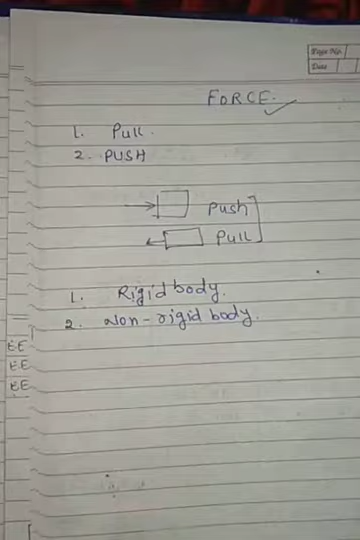 Page No.
Date
FORCE
1. Pull.
2. PUSH
Push
Pull
1. Rigid body.
2. Non-rigid body.
EE
EE
EE